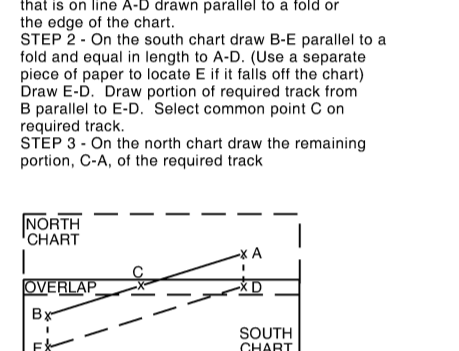 that is on line A-D drawn parallel to a fold or
the edge of the chart.
STEP 2 - On the south chart draw B-E parallel to a
fold and equal in length to A-D. (Use a separate
piece of paper to locate E if it falls off the chart)
Draw E-D.  Draw portion of required track from
B parallel to E-D.  Select common point C on
required track.
STEP 3 - On the north chart draw the remaining
portion, C-A, of the required track
NORTH
CHART
x A
C
OVERLAP
x
x D
Bx
Ex
SOUTH
CHART